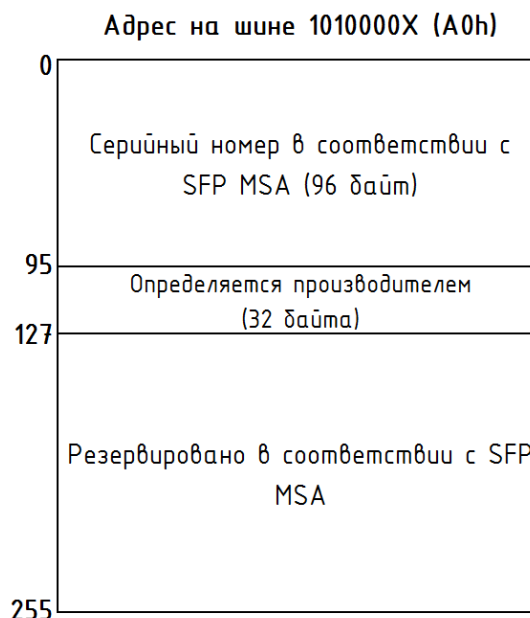 Адрес на шине 1010000X (A0h)
0
Серийный номер в соответствии с
SFP MSA (96 байт)
95
Определяется производителем
(32 байта)
127
Резервировано в соответствии с SFP
MSA
255